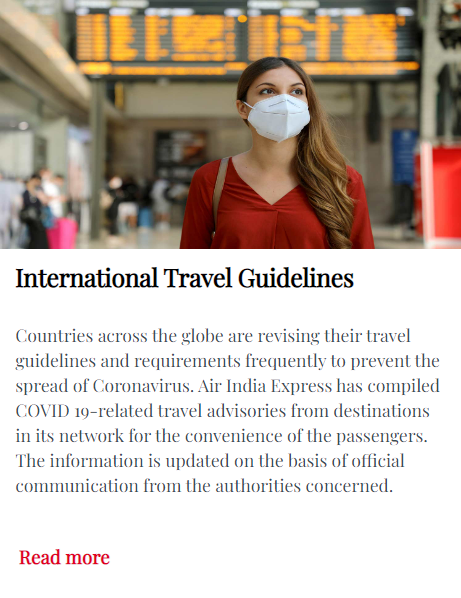 International Travel Guidelines
Countries across the globe are revising their travel
guidelines and requirements frequently to prevent the
spread of Coronavirus. Air India Express has compiled
COVID 19-related travel advisories from destinations
in its network for the convenience of the passengers.
The information is updated on the basis of official
communication from the authorities concerned.
Read more